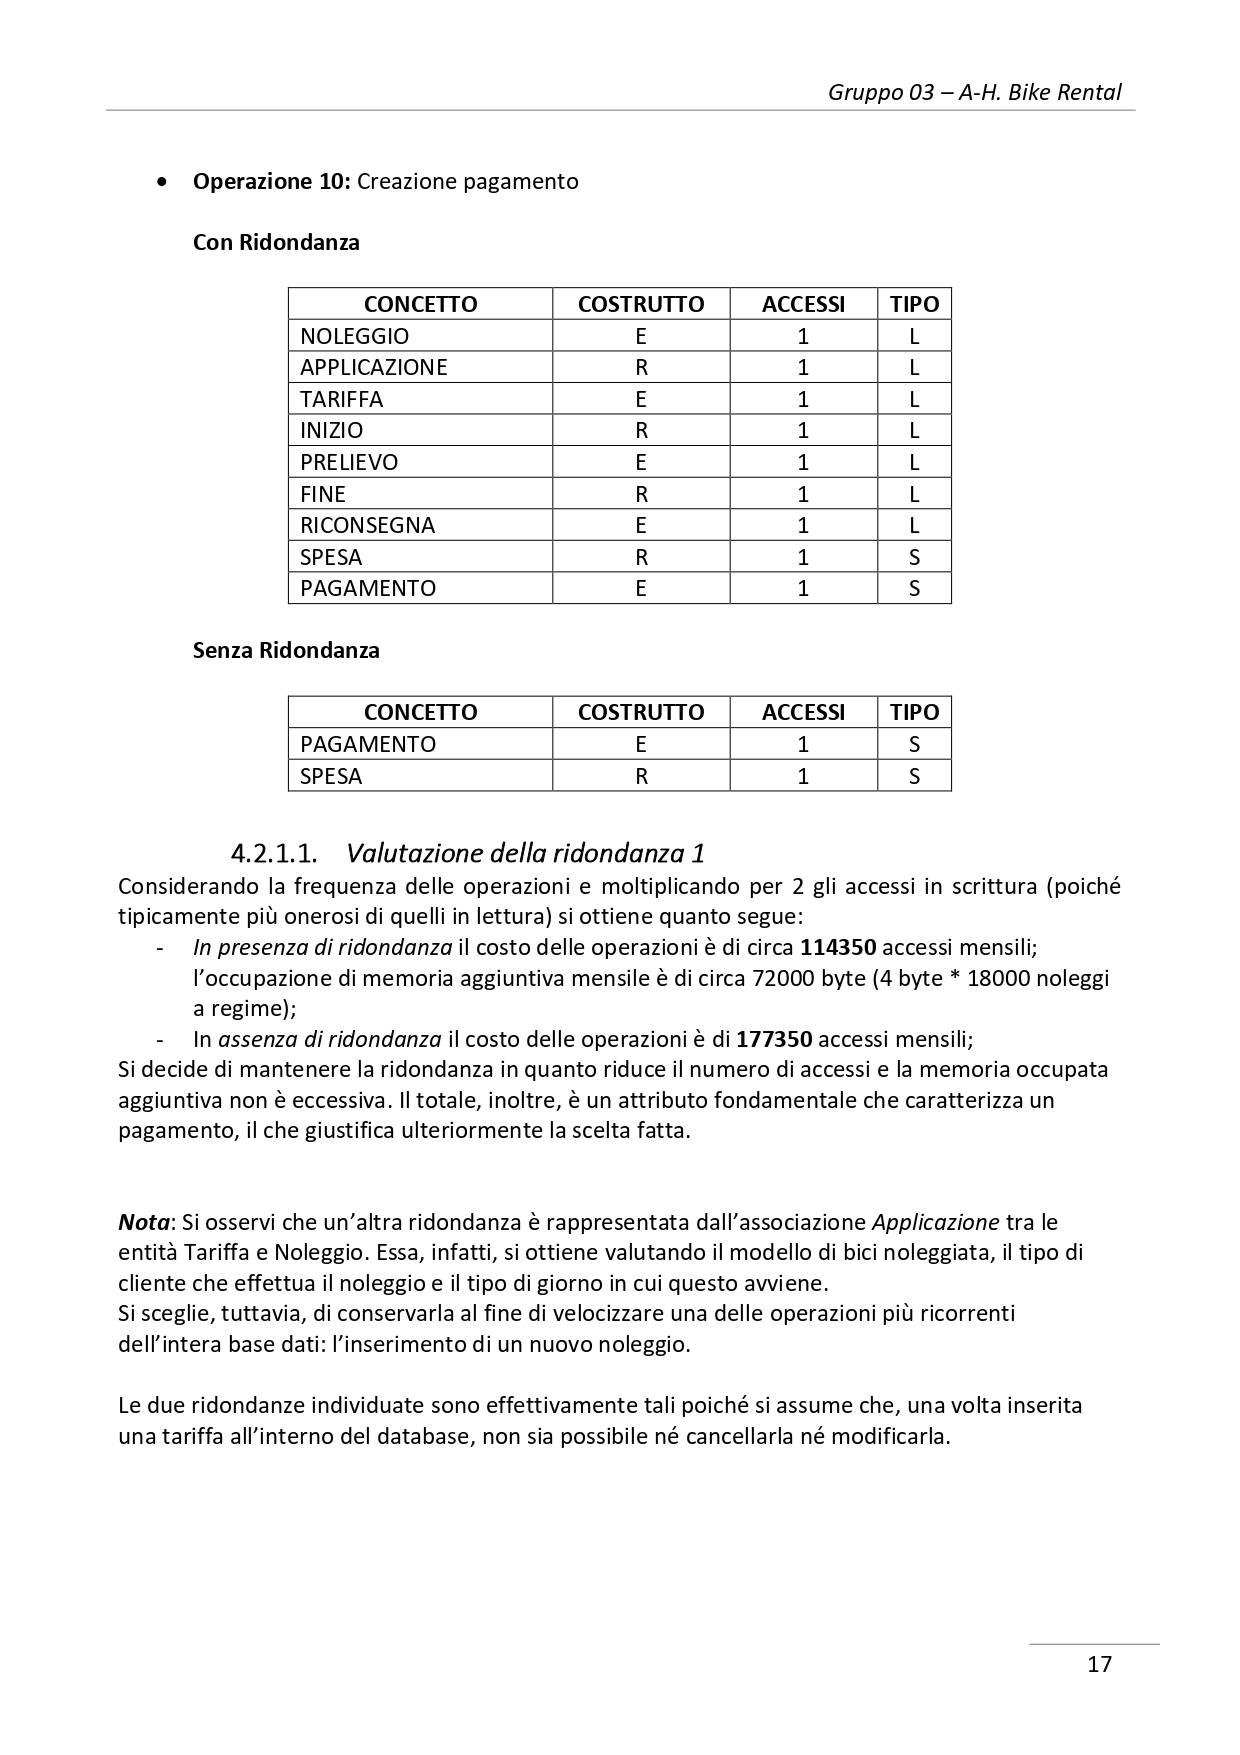 Gruppo 03 – A-H. Bike Rental
• Operazione 10: Creazione pagamento
Con Ridondanza
CONCETTO COSTRUTTO ACCESSI TIPO
NOLEGGIO E 1 L
APPLICAZIONE R 1 L
TARIFFA E 1 L
INIZIO R 1 L
PRELIEVO E 1 L
FINE R 1 L
RICONSEGNA E 1 L
SPESA R 1 S
PAGAMENTO E 1 S
Senza Ridondanza
CONCETTO COSTRUTTO ACCESSI TIPO
PAGAMENTO E 1 S
SPESA R 1 S
4.2.1.1. Valutazione della ridondanza 1
Considerando la frequenza delle operazioni e moltiplicando per 2 gli accessi in scrittura (poiché
tipicamente più onerosi di quelli in lettura) si ottiene quanto segue:
- In presenza di ridondanza il costo delle operazioni è di circa 114350 accessi mensili;
l’occupazione di memoria aggiuntiva mensile è di circa 72000 byte (4 byte * 18000 noleggi
a regime);
- In assenza di ridondanza il costo delle operazioni è di 177350 accessi mensili;
Si decide di mantenere la ridondanza in quanto riduce il numero di accessi e la memoria occupata
aggiuntiva non è eccessiva. Il totale, inoltre, è un attributo fondamentale che caratterizza un
pagamento, il che giustifica ulteriormente la scelta fatta.
Nota: Si osservi che un’altra ridondanza è rappresentata dall’associazione Applicazione tra le
entità Tariffa e Noleggio. Essa, infatti, si ottiene valutando il modello di bici noleggiata, il tipo di
cliente che effettua il noleggio e il tipo di giorno in cui questo avviene.
Si sceglie, tuttavia, di conservarla al fine di velocizzare una delle operazioni più ricorrenti
dell’intera base dati: l’inserimento di un nuovo noleggio.
Le due ridondanze individuate sono effettivamente tali poiché si assume che, una volta inserita
una tariffa all’interno del database, non sia possibile né cancellarla né modificarla.
17